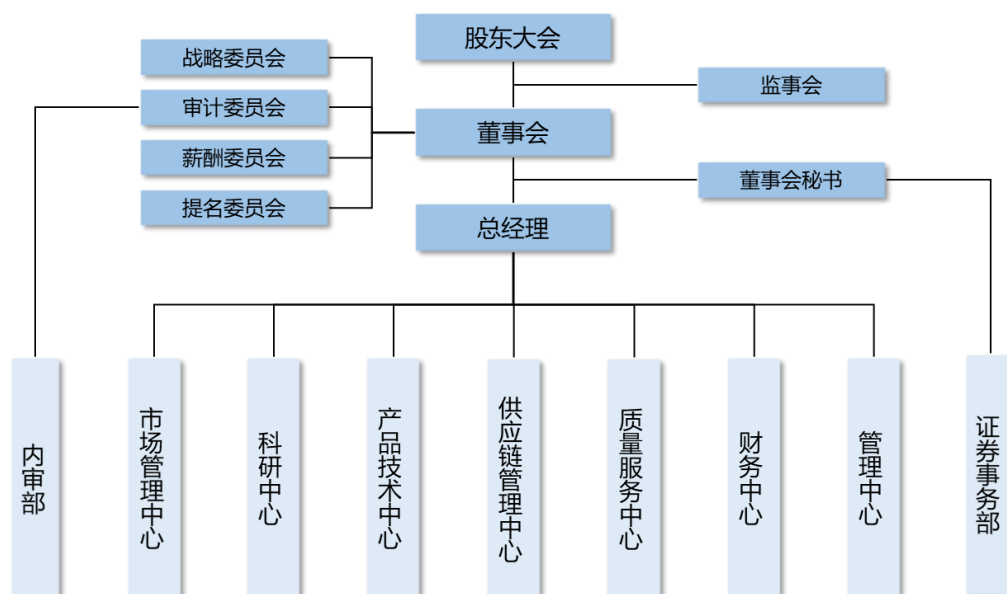 股东大会
战略委员会
监事会
审计委员会
董事会
薪酬委员会
董事会秘书
提名委员会
总经理
内审部
市场管理中心
科研中心
产品技术中心
供应链管理中心
质量服务中心
财务中心
管理中心
证券事务部